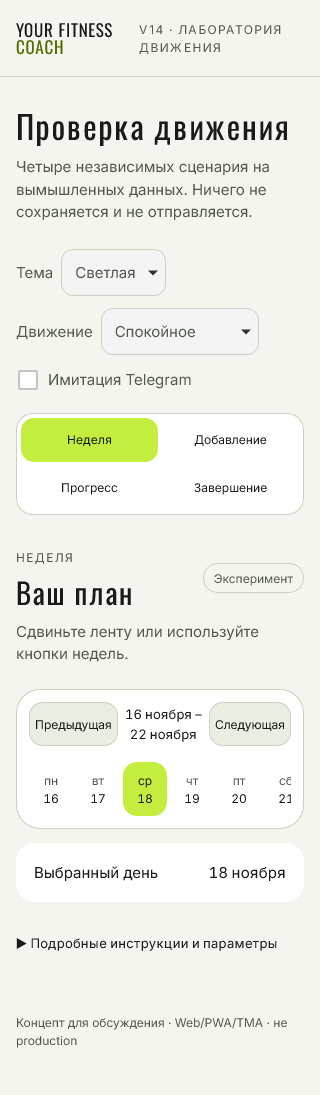 YOUR FITNESS
COACH
V14 · ЛАБОРАТОРИЯ
ДВИЖЕНИЯ
Проверка движения
Четыре независимых сценария на
вымышленных данных. Ничего не
сохраняется и не отправляется.
Тема Светлая
Движение Спокойное
Имитация Telegram
Неделя Добавление
Прогресс Завершение
НЕДЕЛЯ
Ваш план
Эксперимент
Сдвиньте ленту или используйте
кнопки недель.
Предыдущая
16 ноября –
22 ноября
Следующая
пн вт ср чт пт сб
16 17 18 19 20 21
Выбранный день 18 ноября
▶ Подробные инструкции и параметры
Концепт для обсуждения · Web/PWA/TMA · не
production